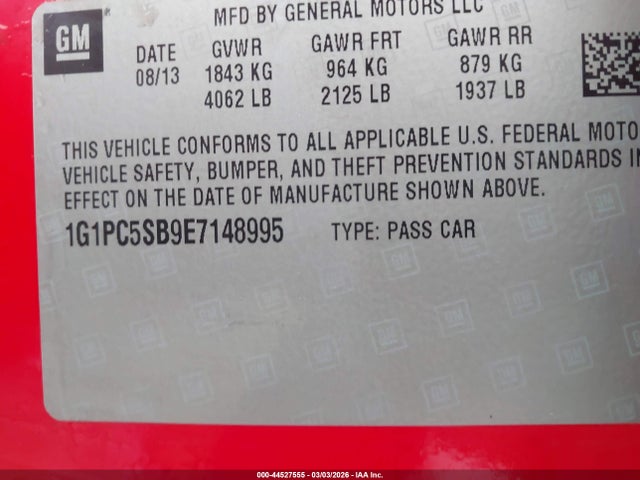 GM
MFD BY GENERAL MOTORS LLC
DATE GVWR GAWR FRT GAWR RR
08/13 1843 KG 964 KG 879 KG
4062 LB 2125 LB 1937 LB
THIS VEHICLE CONFORMS TO ALL APPLICABLE U.S. FEDERAL MOTO
VEHICLE SAFETY, BUMPER, AND THEFT PREVENTION STANDARDS IN
EFFECT ON THE DATE OF MANUFACTURE SHOWN ABOVE.
1G1PC5SB9E7148995 TYPE: PASS CAR
000-44527555 - 03/03/2026 - IAA Inc.